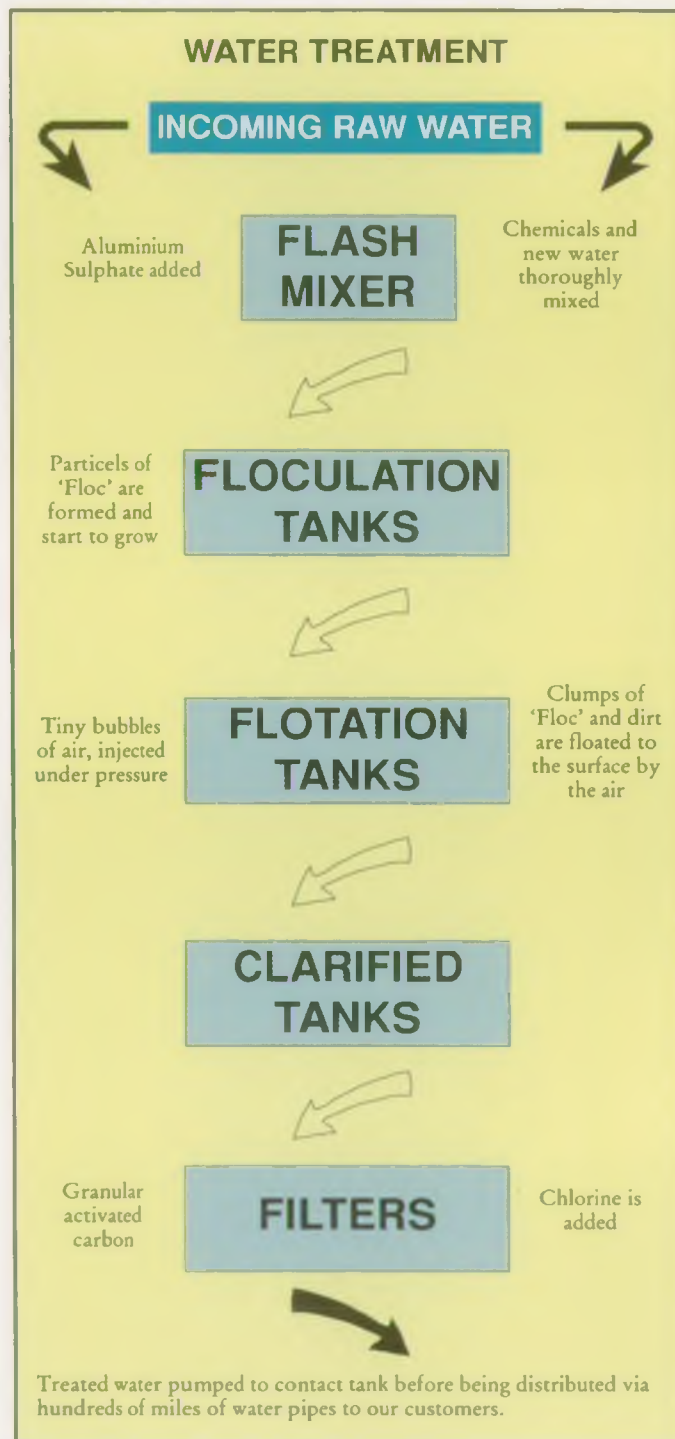 WATER TREATMENT
INCOMING RAW WATER
Aluminium
Sulphate added
FLASH
MIXER
Chemicals and
new water
thoroughly
mixed
Particels of
‘Floc’ are
formed and
start to grow
FLOCULATION
TANKS
Tiny bubbles
of air, injected
under pressure
FLOTATION
TANKS
Clumps of
‘Floc’ and dirt
are floated to
the surface by
the air
CLARIFIED
TANKS
Granular
activated
carbon
FILTERS
Chlorine is
added
Treated water pumped to contact tank before being distributed via
hundreds of miles of water pipes to our customers.